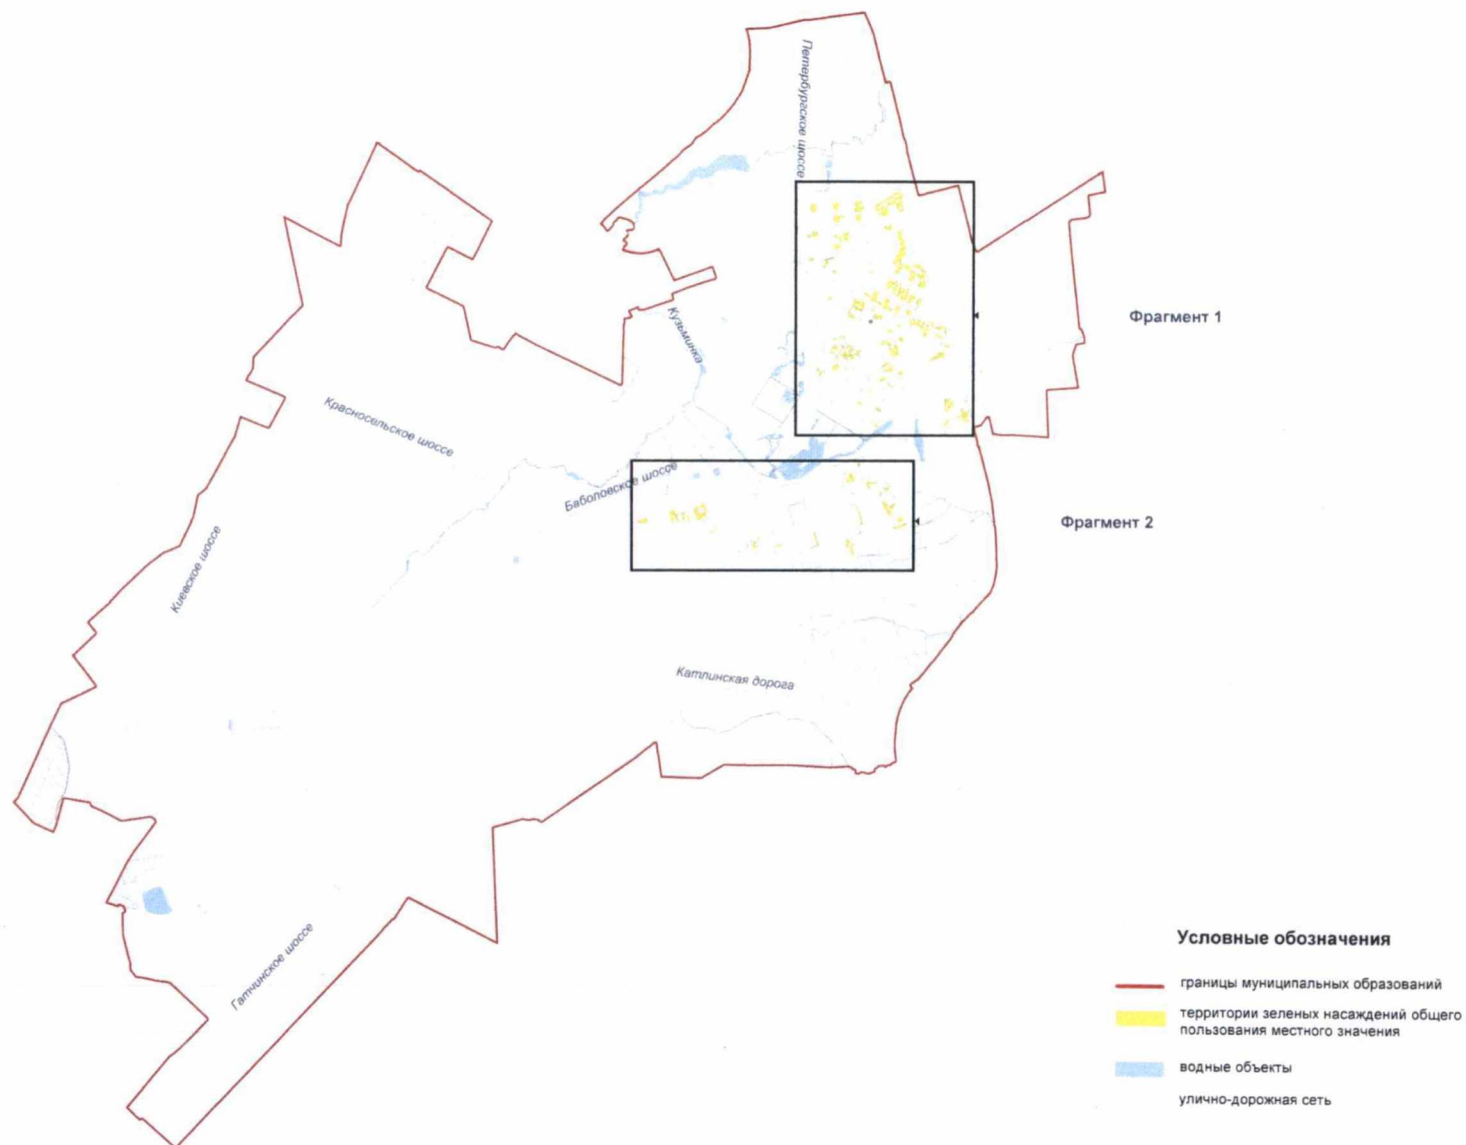 Петербургское шоссе
Фрагмент 1
Кузьминка
Красносельское шоссе
Баболовское шоссе
Фрагмент 2
Киевское шоссе
Катлинская дорога
Гатчинское шоссе
Условные обозначения
границы муниципальных образований
территории зеленых насаждений общего
пользования местного значения
водные объекты
улично-дорожная сеть